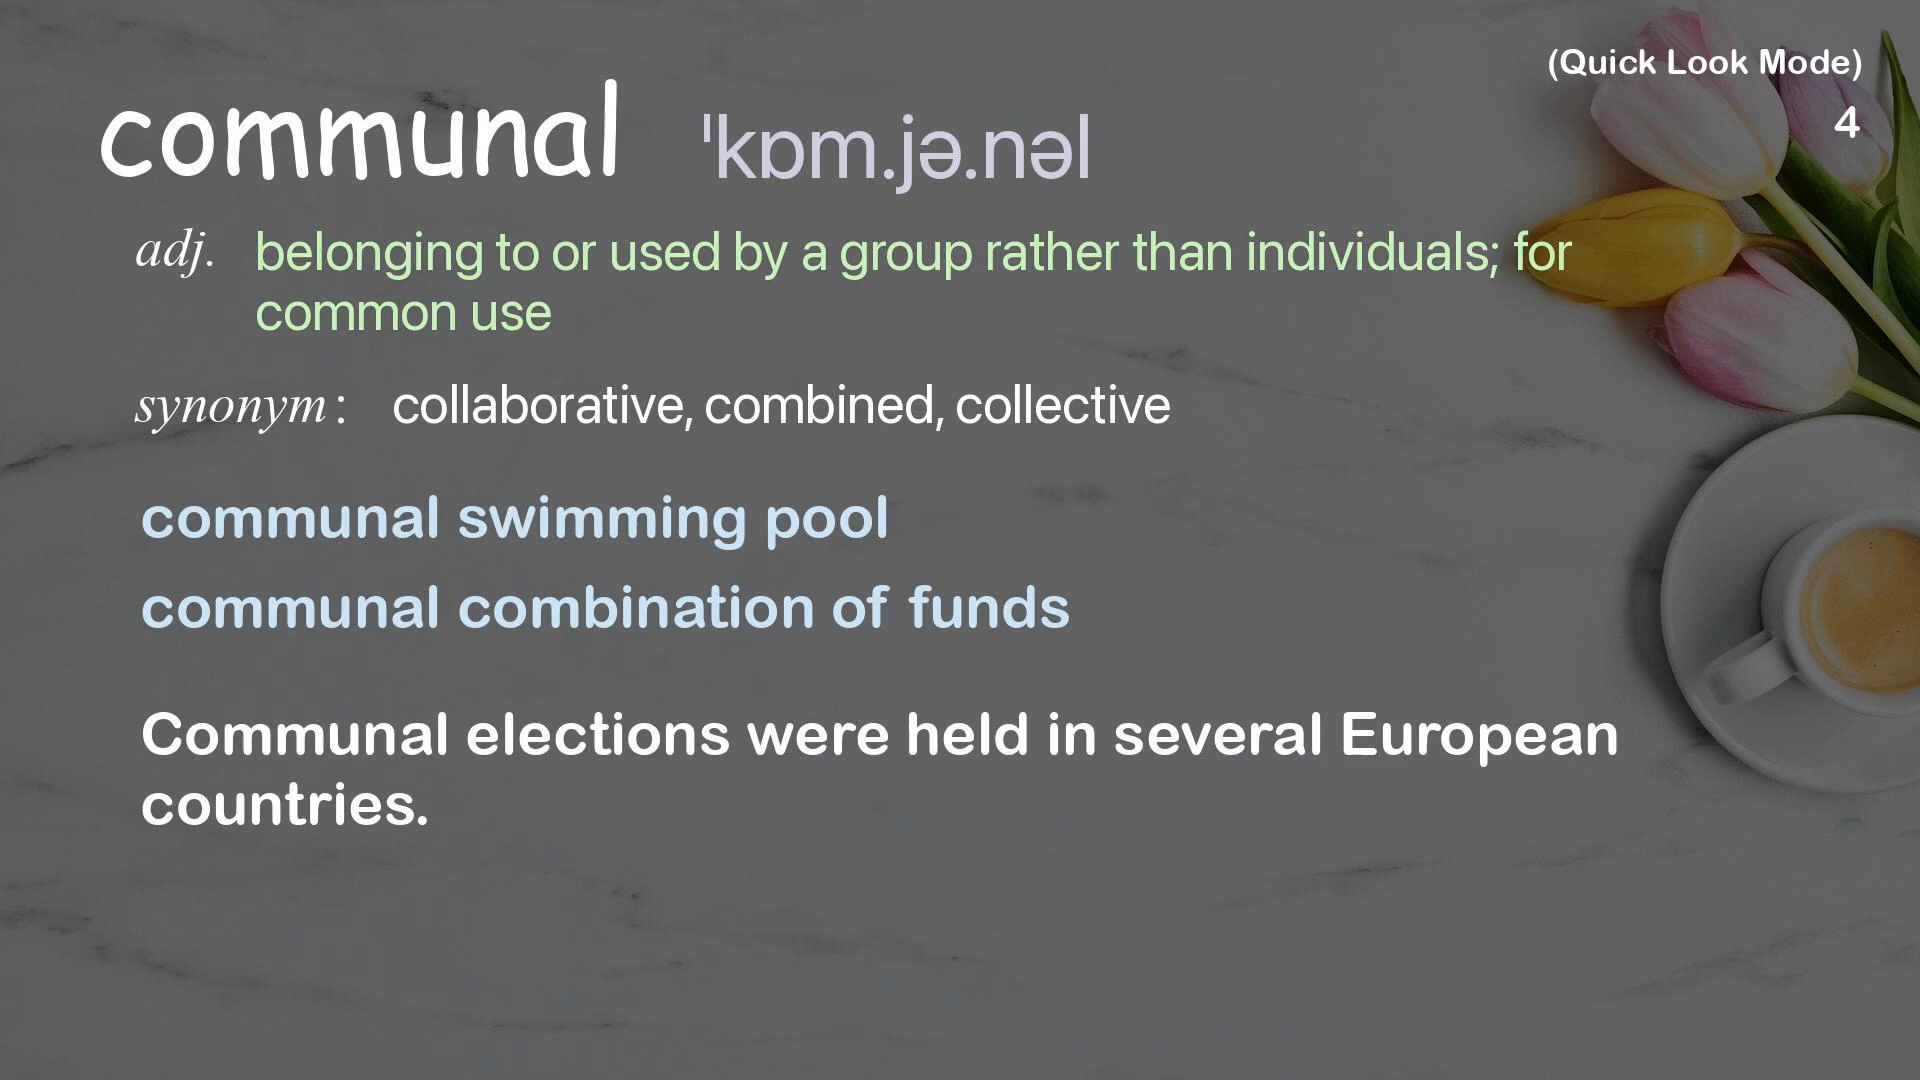 (Quick Look Mode)
4
communal ˈkɒm.jə.nəl
adj. belonging to or used by a group rather than individuals; for
common use
synonym: collaborative, combined, collective
communal swimming pool
communal combination of funds
Communal elections were held in several European
countries.